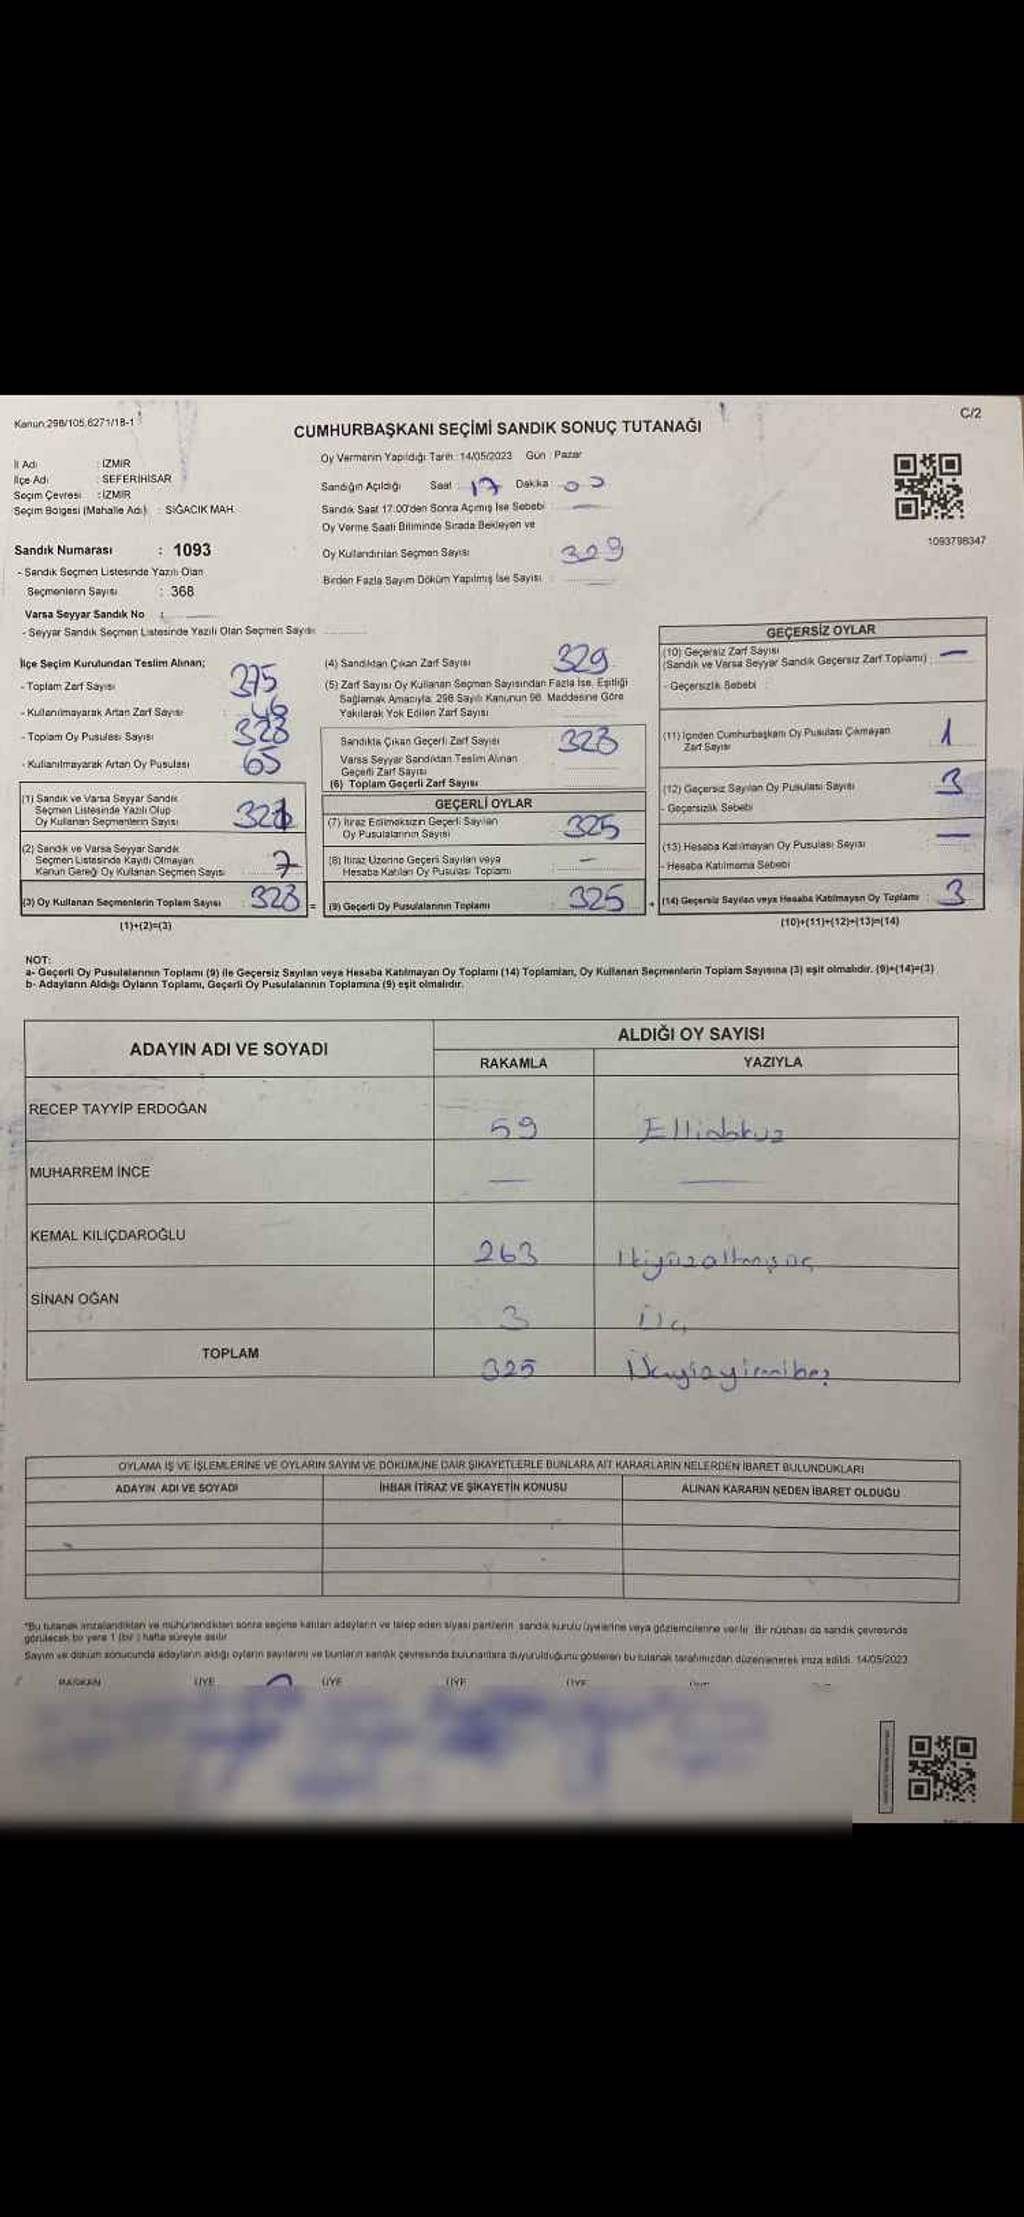 Kanun;298/105,6271/18-1
C/2
CUMHURBAŞKANI SEÇİMİ SANDIK SONUÇ TUTANAĞI
İl Adı : İZMİR
İlçe Adı : SEFERİHİSAR
Seçim Çevresi : İZMİR
Seçim Bölgesi (Mahalle Adı) : SIĞACIK MAH.
Sandık Numarası : 1093
- Sandık Seçmen Listesinde Yazılı Olan
Seçmenlerin Sayısı : 368
Varsa Seyyar Sandık No :
- Seyyar Sandık Seçmen Listesinde Yazılı Olan Seçmen Sayısı:
Oy Vermenin Yapıldığı Tarih :14/05/2023 Gün : Pazar
Sandığın Açıldığı Saat : 17 Dakika : 00
Sandık Saat 17.00'den Sonra Açılmış İse Sebebi : —
Oy Verme Saati Bitiminde Sırada Bekleyen ve
Oy Kullandırılan Seçmen Sayısı : 329
Birden Fazla Sayım Döküm Yapılmış İse Sayısı :
1093798347
İlçe Seçim Kurulundan Teslim Alınan;
- Toplam Zarf Sayısı : 375
- Kullanılmayarak Artan Zarf Sayısı : 46
- Toplam Oy Pusulası Sayısı
- Kullanılmayarak Artan Oy Pusulası : 65
(1) Sandık ve Varsa Seyyar Sandık
Seçmen Listesinde Yazılı Olup
Oy Kullanan Seçmenlerin Sayısı
(2) Sandık ve Varsa Seyyar Sandık
Seçmen Listesinde Kayıtlı Olmayan
Kanun Gereği Oy Kullanan Seçmen Sayısı : 7
(3) Oy Kullanan Seçmenlerin Toplam Sayısı : 328 =
(1)+(2)=(3)
(4) Sandıktan Çıkan Zarf Sayısı : 329
(5) Zarf Sayısı Oy Kullanan Seçmen Sayısından Fazla İse, Eşitliği
Sağlamak Amacıyla; 298 Sayılı Kanunun 98. Maddesine Göre
Yakılarak Yok Edilen Zarf Sayısı
Sandıkta Çıkan Geçerli Zarf Sayısı : 328
Varsa Seyyar Sandıktan Teslim Alınan
Geçerli Zarf Sayısı
(6) Toplam Geçerli Zarf Sayısı
GEÇERLİ OYLAR
(7) İtiraz Edilmeksizin Geçerli Sayılan
Oy Pusulalarının Sayısı : 325
(8) İtiraz Üzerine Geçerli Sayılan veya
Hesaba Katılan Oy Pusulası Toplamı : —
(9) Geçerli Oy Pusulalarının Toplamı : 325 +
GEÇERSİZ OYLAR
(10) Geçersiz Zarf Sayısı
(Sandık ve Varsa Seyyar Sandık Geçersiz Zarf Toplamı) : —
- Geçersizlik Sebebi :
(11) İçinden Cumhurbaşkanı Oy Pusulası Çıkmayan
Zarf Sayısı : 1
(12) Geçersiz Sayılan Oy Pusulası Sayısı : 3
- Geçersizlik Sebebi
(13) Hesaba Katılmayan Oy Pusulası Sayısı : —
- Hesaba Katılmama Sebebi
(14) Geçersiz Sayılan veya Hesaba Katılmayan Oy Toplamı : 3
(10)+(11)+(12)+(13)=(14)
NOT:
a- Geçerli Oy Pusulalarının Toplamı (9) ile Geçersiz Sayılan veya Hesaba Katılmayan Oy Toplamı (14) Toplamları, Oy Kullanan Seçmenlerin Toplam Sayısına (3) eşit olmalıdır. (9)+(14)=(3)
b- Adayların Aldığı Oyların Toplamı, Geçerli Oy Pusulalarının Toplamına (9) eşit olmalıdır.
ADAYIN ADI VE SOYADI
ALDIĞI OY SAYISI
RAKAMLA YAZIYLA
RECEP TAYYİP ERDOĞAN 59 Ellidokuz
MUHARREM İNCE — —
KEMAL KILIÇDAROĞLU 263 İkiyüzaltmışüç
SİNAN OĞAN 3 Üç
TOPLAM 325 Üçyüzyirmibeş
OYLAMA İŞ VE İŞLEMLERİNE VE OYLARIN SAYIM VE DÖKÜMÜNE DAİR ŞİKAYETLERLE BUNLARA AİT KARARLARIN NELERDEN İBARET BULUNDUKLARI
ADAYIN ADI VE SOYADI İHBAR İTİRAZ VE ŞİKAYETİN KONUSU ALINAN KARARIN NEDEN İBARET OLDUĞU
*Bu tutanak imzalandıktan ve mühürlendikten sonra seçime katılan adayların ve talep eden siyasi partilerin sandık kurulu üyelerine veya gözlemcilerine verilir. Bir nüshası da sandık çevresinde
görülecek bir yere 1 (bir) hafta süreyle asılır.
Sayım ve döküm sonucunda adayların aldığı oyların sayılarını ve bunların sandık çevresinde bulunanlara duyurulduğunu gösteren bu tutanak tarafımızdan düzenlenerek imza edildi. 14/05/2023
BAŞKAN ÜYE ÜYE ÜYE ÜYE